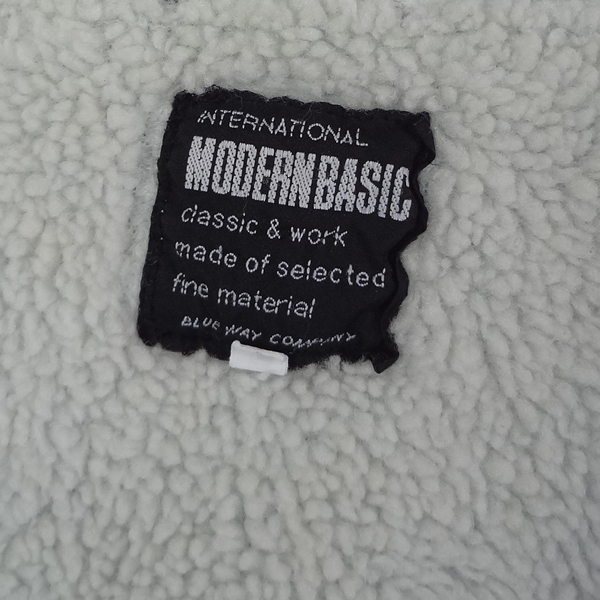 INTERNATIONAL
MODERNBASIC
classic & work
made of selected
fine material
BLUE WAY COMPANY